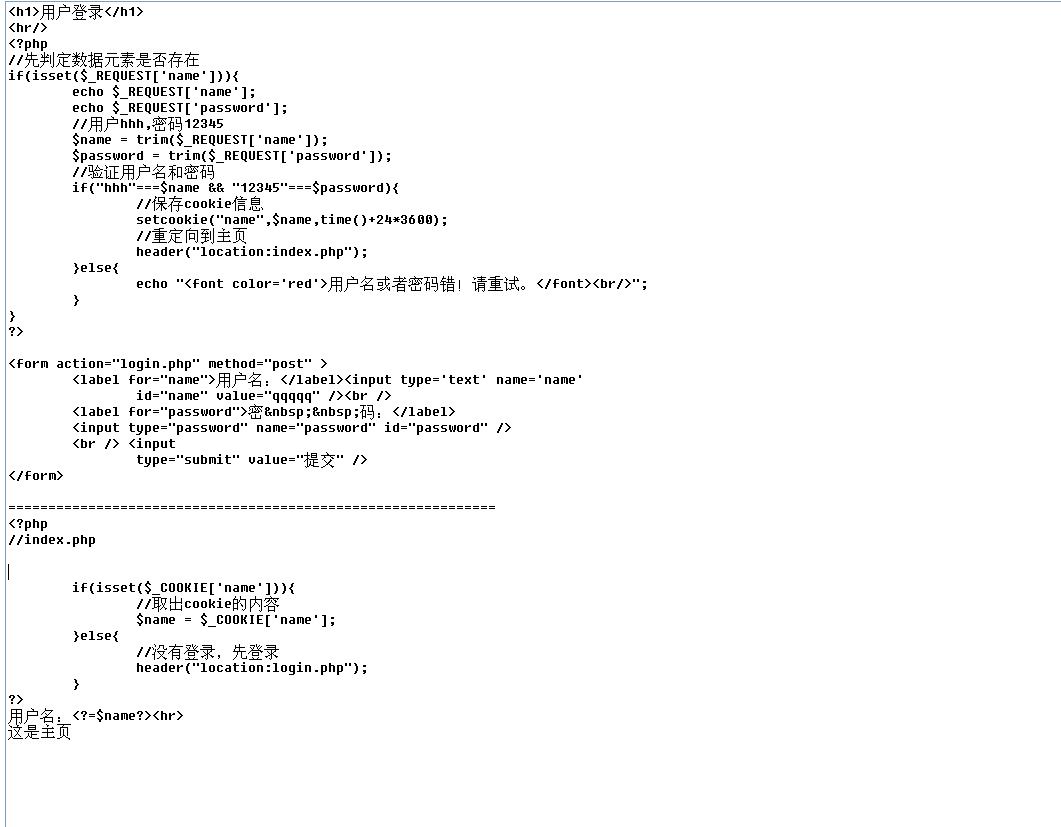 <h1>用户登录</h1>
<hr/>
<?php
//先判定数据元素是否存在
if(isset($_REQUEST['name'])){
        echo $_REQUEST['name'];
        echo $_REQUEST['password'];
        //用户hhh,密码12345
        $name = trim($_REQUEST['name']);
        $password = trim($_REQUEST['password']);
        //验证用户名和密码
        if("hhh"===$name && "12345"===$password){
                //保存cookie信息
                setcookie("name",$name,time()+24*3600);
                //重定向到主页
                header("location:index.php");
        }else{
                echo "<font color='red'>用户名或者密码错！请重试。</font><br/>";
        }
}
?>

<form action="login.php" method="post" >
        <label for="name">用户名：</label><input type='text' name='name'
                id="name" value="qqqqq" /><br />
        <label for="password">密&nbsp;&nbsp;码：</label>
        <input type="password" name="password" id="password" />
        <br /> <input
                type="submit" value="提交" />
</form>

=============================================================
<?php
//index.php

        if(isset($_COOKIE['name'])){
                //取出cookie的内容
                $name = $_COOKIE['name'];
        }else{
                //没有登录，先登录
                header("location:login.php");
        }
?>
用户名：<?=$name?><hr>
这是主页